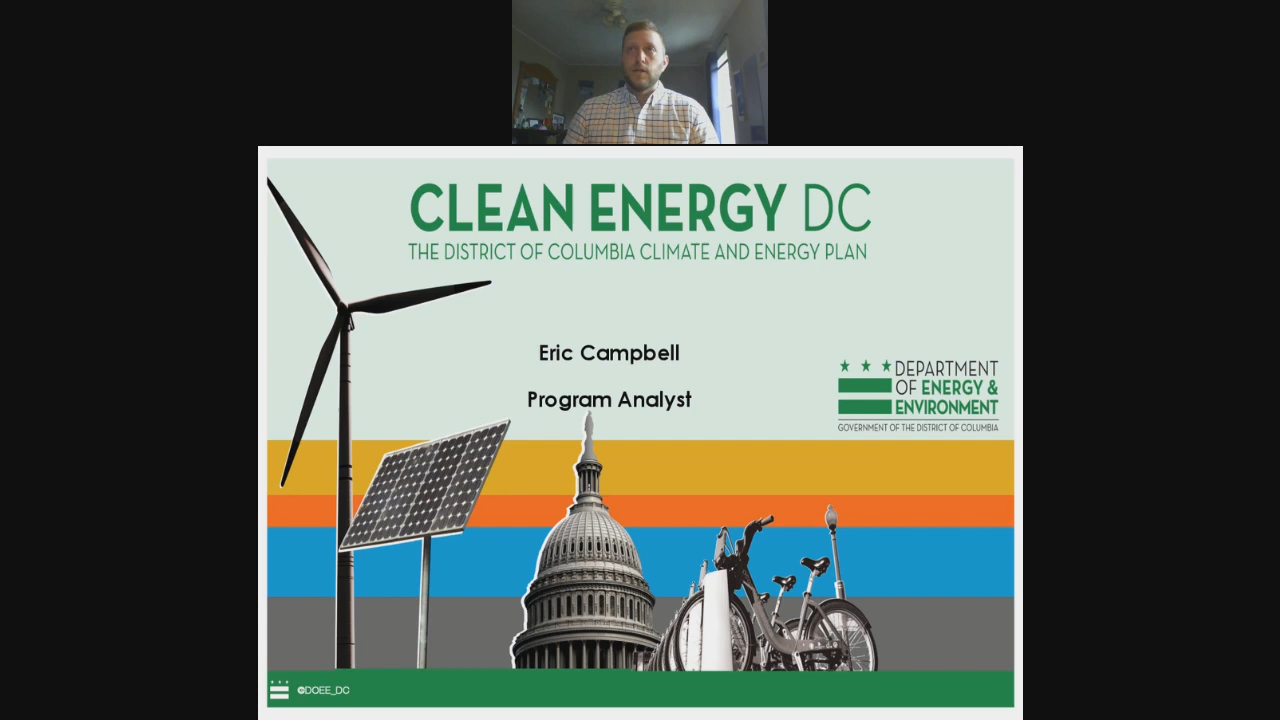 CLEAN ENERGY DC
THE DISTRICT OF COLUMBIA CLIMATE AND ENERGY PLAN
Eric Campbell
Program Analyst
DEPARTMENT
OF ENERGY &
ENVIRONMENT
GOVERNMENT OF THE DISTRICT OF COLUMBIA
@DOEE_DC